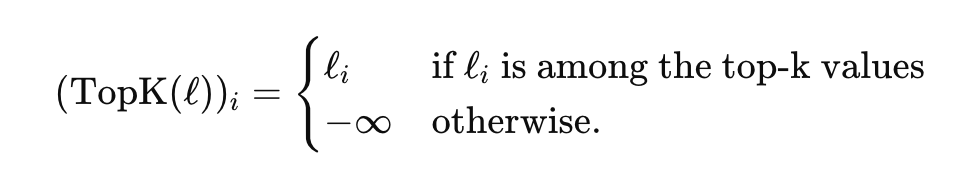 (TopK(ℓ))ᵢ = { ℓᵢ if ℓᵢ is among the top-k values
−∞ otherwise.